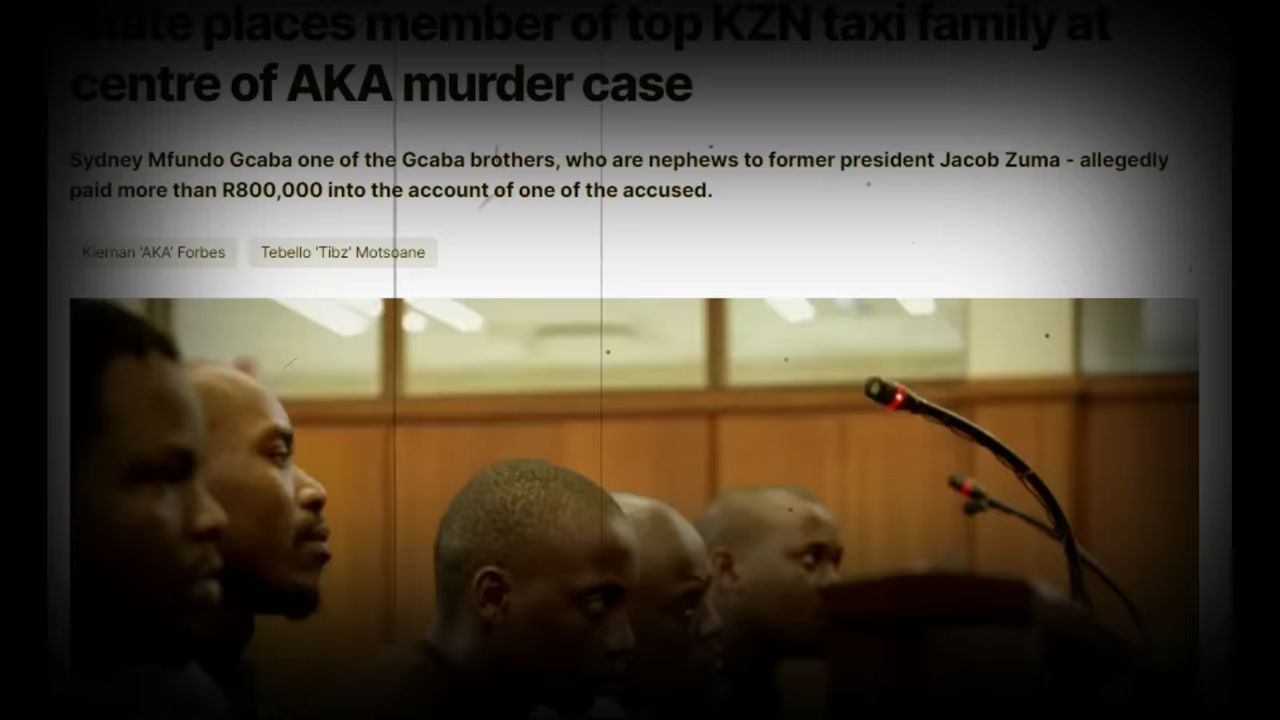 State places member of top KZN taxi family at
centre of AKA murder case
Sydney Mfundo Gcaba one of the Gcaba brothers, who are nephews to former president Jacob Zuma - allegedly
paid more than R800,000 into the account of one of the accused.
Kiernan 'AKA' Forbes
Tebello 'Tibz' Motsoane